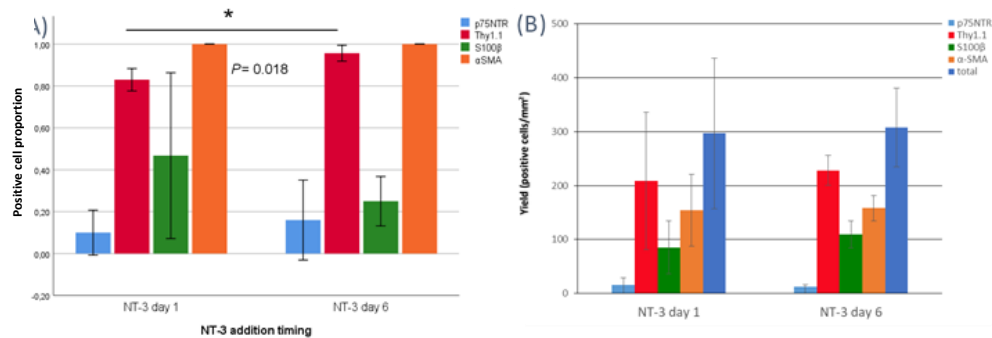 A)
*
p75NTR
Thy1.1
S100β
αSMA
P= 0.018
Positive cell proportion
1,00
0,80
0,60
0,40
0,20
0,00
-0,20
NT-3 day 1
NT-3 day 6
NT-3 addition timing
(B)
p75NTR
Thy1.1
S100β
α-SMA
total
Yield (positive cells/mm²)
500
400
300
200
100
0
NT-3 day 1
NT-3 day 6